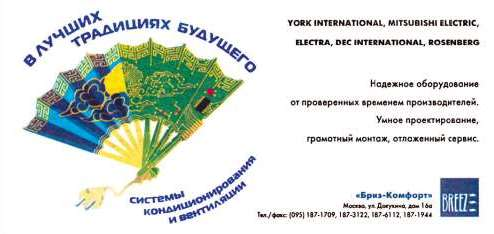 В ЛУЧШИХ ТРАДИЦИЯХ БУДУЩЕГО
СИСТЕМЫ
КОНДИЦИОНИРОВАНИЯ
И ВЕНТИЛЯЦИИ
YORK INTERNATIONAL, MITSUBISHI ELECTRIC,
ELECTRA, DEC INTERNATIONAL, ROSENBERG
Надежное оборудование
от проверенных временем производителей.
Умное проектирование,
грамотный монтаж, отлаженный сервис.
«Бриз-Комфорт»
Москва, ул. Докукина, дом 16а
Тел./факс: (095) 187-1709, 187-3122, 187-6112, 187-1944
BREEZE